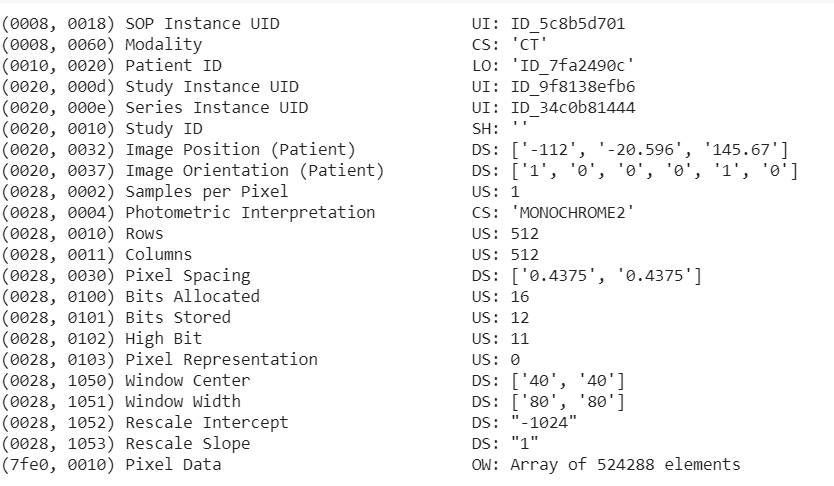 (0008, 0018) SOP Instance UID                    UI: ID_5c8b5d701
(0008, 0060) Modality                            CS: 'CT'
(0010, 0020) Patient ID                          LO: 'ID_7fa2490c'
(0020, 000d) Study Instance UID                  UI: ID_9f8138efb6
(0020, 000e) Series Instance UID                 UI: ID_34c0b81444
(0020, 0010) Study ID                            SH: ''
(0020, 0032) Image Position (Patient)            DS: ['-112', '-20.596', '145.67']
(0020, 0037) Image Orientation (Patient)         DS: ['1', '0', '0', '0', '1', '0']
(0028, 0002) Samples per Pixel                   US: 1
(0028, 0004) Photometric Interpretation          CS: 'MONOCHROME2'
(0028, 0010) Rows                                US: 512
(0028, 0011) Columns                             US: 512
(0028, 0030) Pixel Spacing                       DS: ['0.4375', '0.4375']
(0028, 0100) Bits Allocated                      US: 16
(0028, 0101) Bits Stored                         US: 12
(0028, 0102) High Bit                            US: 11
(0028, 0103) Pixel Representation                US: 0
(0028, 1050) Window Center                       DS: ['40', '40']
(0028, 1051) Window Width                        DS: ['80', '80']
(0028, 1052) Rescale Intercept                   DS: "-1024"
(0028, 1053) Rescale Slope                       DS: "1"
(7fe0, 0010) Pixel Data                          OW: Array of 524288 elements